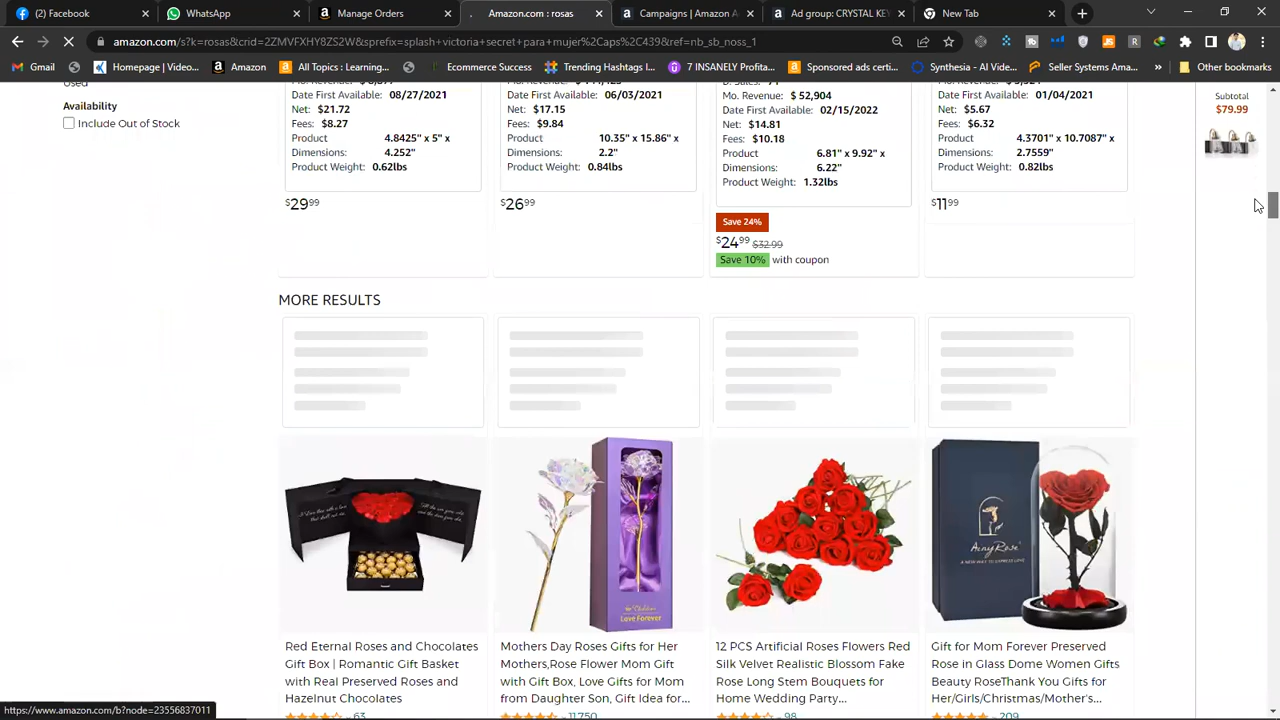 (2) Facebook
WhatsApp
Manage Orders
Amazon.com : rosas
Campaigns | Amazon A
Ad group: CRYSTAL KEY
New Tab
amazon.com/s?k=rosas&crid=2ZMVFXHY8ZS2W&sprefix=splash+victoria+secret+para+mujer%2Caps%2C439&ref=nb_sb_noss_1
Gmail
Homepage | Video...
Amazon
All Topics : Learning...
Ecommerce Success
Trending Hashtags I...
7 INSANELY Profita...
Sponsored ads certi...
Synthesia - AI Vide...
Seller Systems Ama...
»
Other bookmarks
Used
Availability
Include Out of Stock
Date First Available: 08/27/2021
Net: $21.72
Fees: $8.27
Product 4.8425" x 5" x
Dimensions: 4.252"
Product Weight: 0.62lbs
$29.99
Date First Available: 06/03/2021
Net: $17.15
Fees: $9.84
Product 10.35" x 15.86" x
Dimensions: 2.2"
Product Weight: 0.84lbs
$26.99
Mo. Revenue: $ 52,904
Date First Available: 02/15/2022
Net: $14.81
Fees: $10.18
Product 6.81" x 9.92" x
Dimensions: 6.22"
Product Weight: 1.32lbs
Save 24%
$24.99 $32.99
Save 10% with coupon
Date First Available: 01/04/2021
Net: $5.67
Fees: $6.32
Product 4.3701" x 10.7087" x
Dimensions: 2.7559"
Product Weight: 0.82lbs
$11.99
Subtotal
$79.99
MORE RESULTS
Love Forever
AinyRose
A NEW WAY TO EXPRESS LOVE
Red Eternal Roses and Chocolates
Gift Box | Romantic Gift Basket
with Real Preserved Roses and
Hazelnut Chocolates
63
Mothers Day Roses Gifts for Her
Mothers,Rose Flower Mom Gift
with Gift Box, Love Gifts for Mom
from Daughter Son, Gift Idea for...
11,750
12 PCS Artificial Roses Flowers Red
Silk Velvet Realistic Blossom Fake
Rose Long Stem Bouquets for
Home Wedding Party...
98
Gift for Mom Forever Preserved
Rose in Glass Dome Women Gifts
Beauty RoseThank You Gifts for
Her/Girls/Christmas/Mother's...
209
https://www.amazon.com/b?node=23556837011